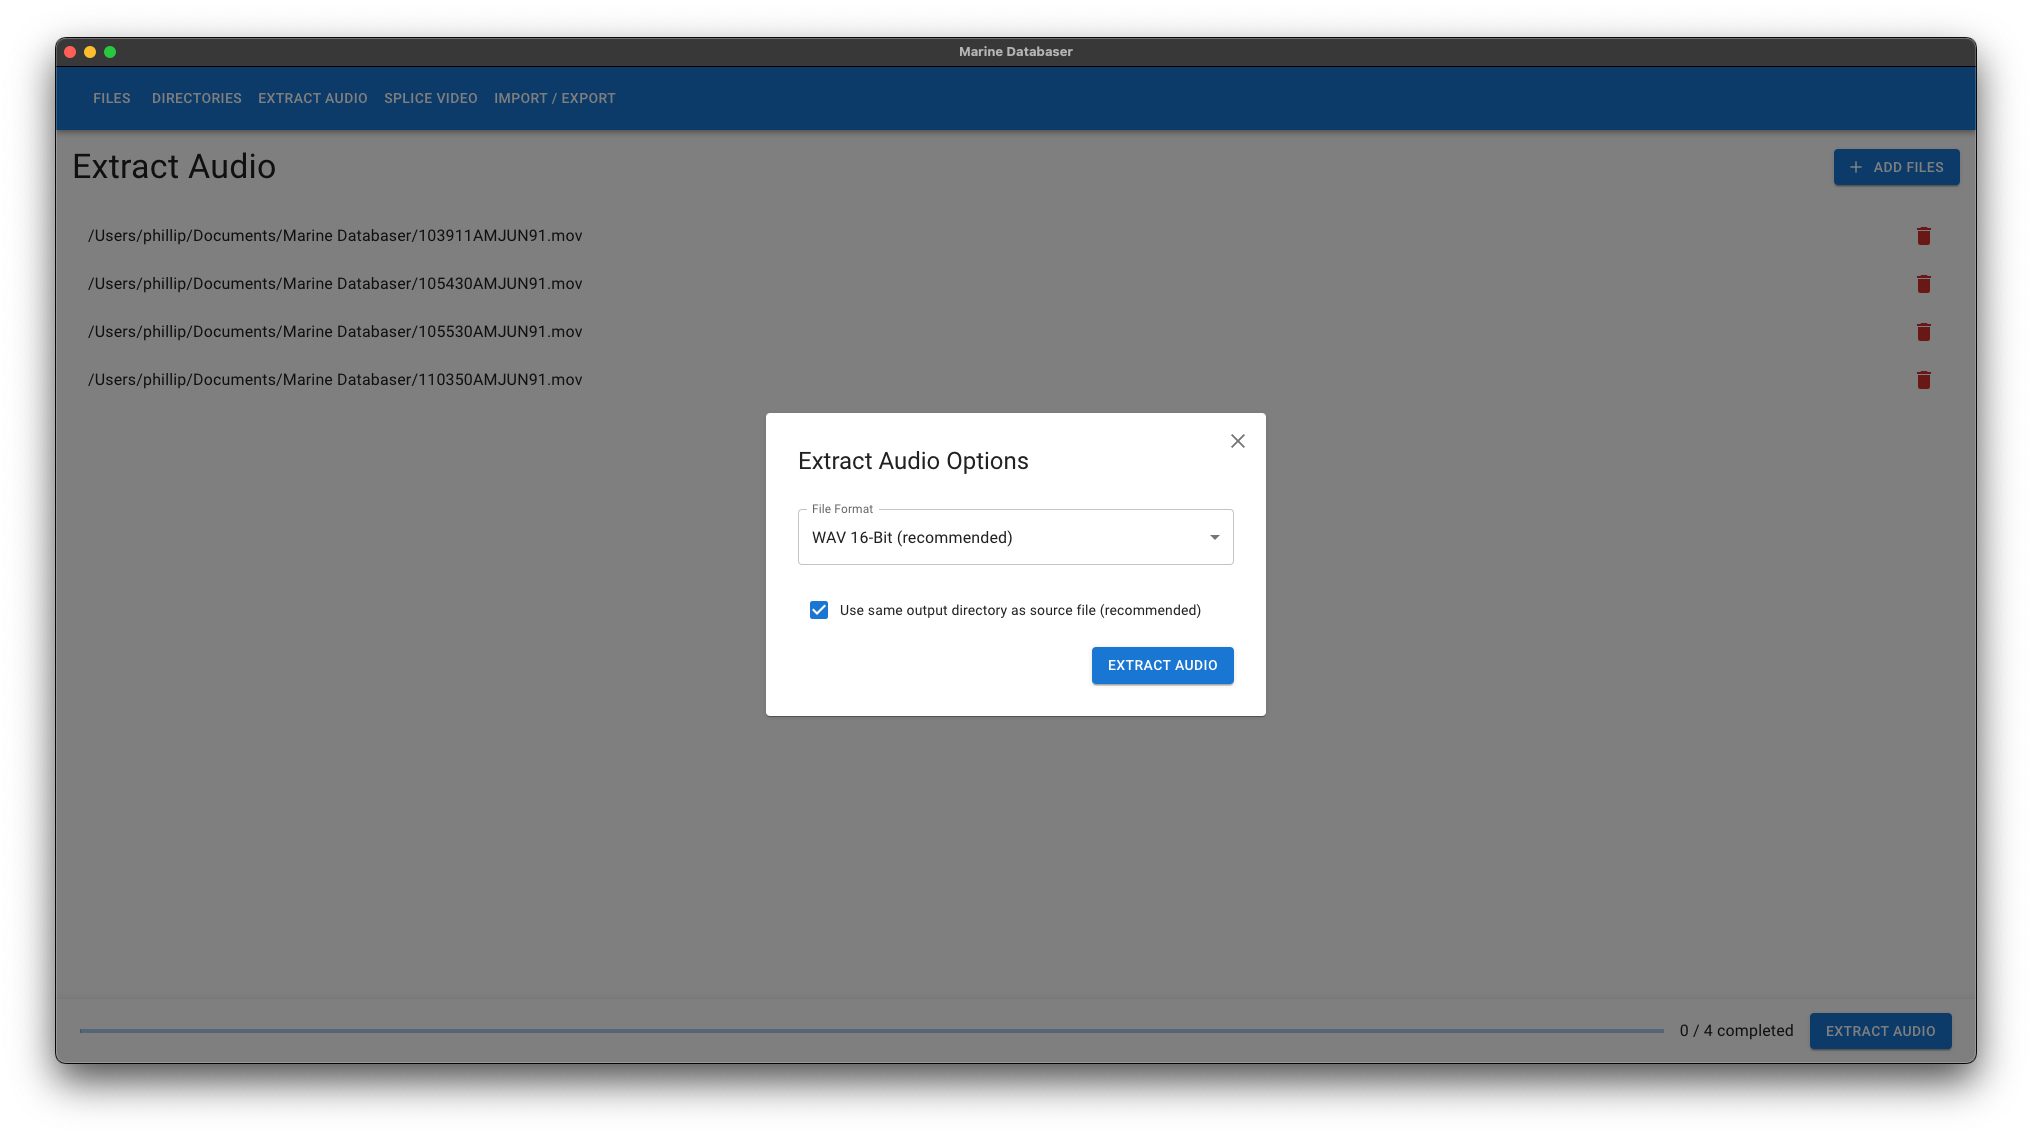 Marine Databaser
FILES DIRECTORIES EXTRACT AUDIO SPLICE VIDEO IMPORT / EXPORT
Extract Audio
+ ADD FILES
/Users/phillip/Documents/Marine Databaser/103911AMJUN91.mov
/Users/phillip/Documents/Marine Databaser/105430AMJUN91.mov
/Users/phillip/Documents/Marine Databaser/105530AMJUN91.mov
/Users/phillip/Documents/Marine Databaser/110350AMJUN91.mov
Extract Audio Options
File Format
WAV 16-Bit (recommended)
Use same output directory as source file (recommended)
EXTRACT AUDIO
0 / 4 completed
EXTRACT AUDIO